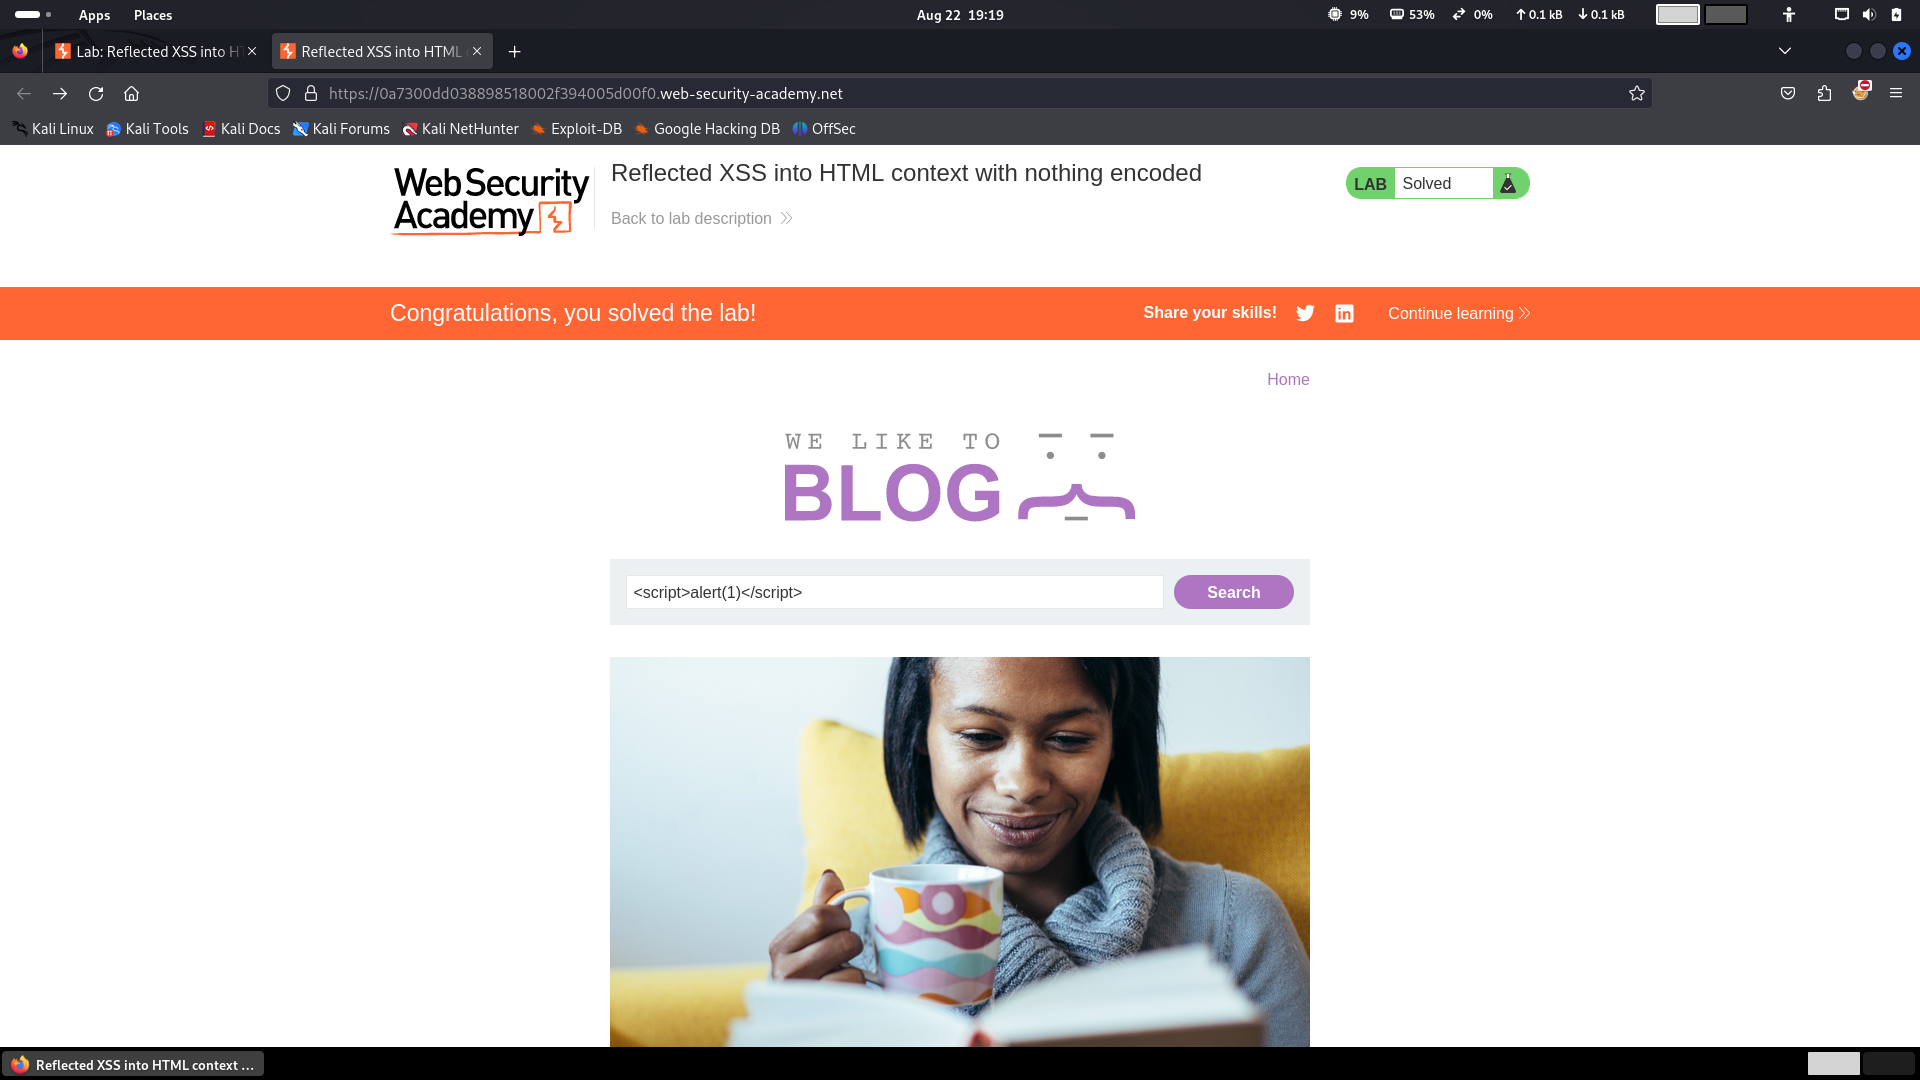 Apps Places Aug 22 19:19 9% 53% 0% 0.1 kB 0.1 kB
Lab: Reflected XSS into HT Reflected XSS into HTML
https://0a7300dd038898518002f394005d00f0.web-security-academy.net
Kali Linux Kali Tools Kali Docs Kali Forums Kali NetHunter Exploit-DB Google Hacking DB OffSec
Web Security
Academy
Reflected XSS into HTML context with nothing encoded
Back to lab description
LAB Solved
Congratulations, you solved the lab! Share your skills! Continue learning
Home
WE LIKE TO
BLOG
<script>alert(1)</script> Search
Reflected XSS into HTML context ...